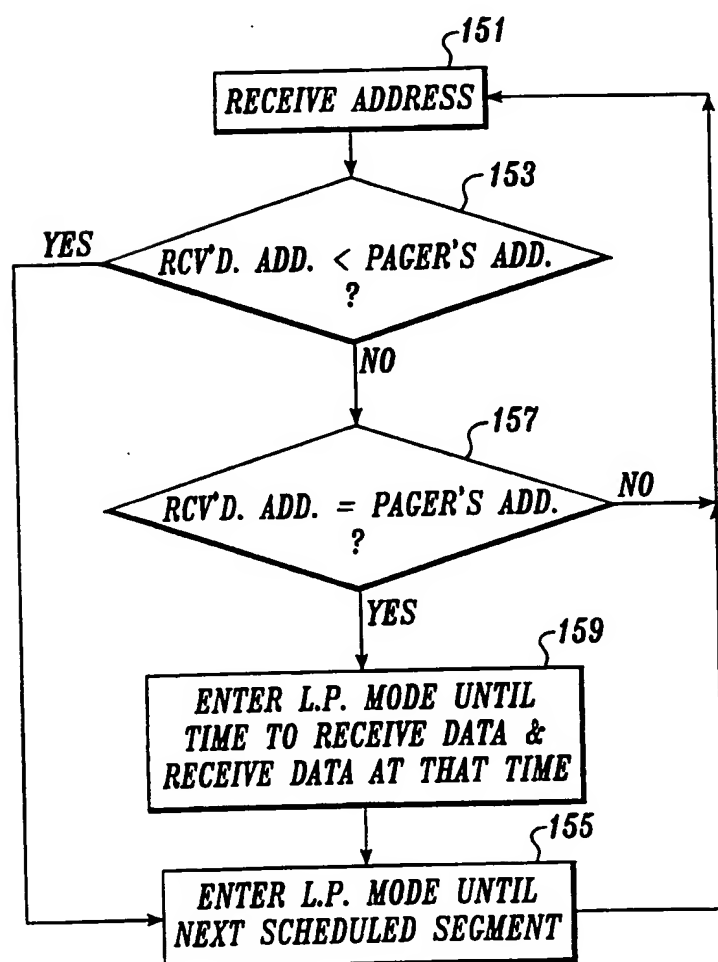 151
RECEIVE ADDRESS
153
YES
RCV'D. ADD. < PAGER'S ADD.
?
NO
157
RCV'D. ADD. = PAGER'S ADD.
?
NO
YES
159
ENTER L.P. MODE UNTIL
TIME TO RECEIVE DATA &
RECEIVE DATA AT THAT TIME
155
ENTER L.P. MODE UNTIL
NEXT SCHEDULED SEGMENT